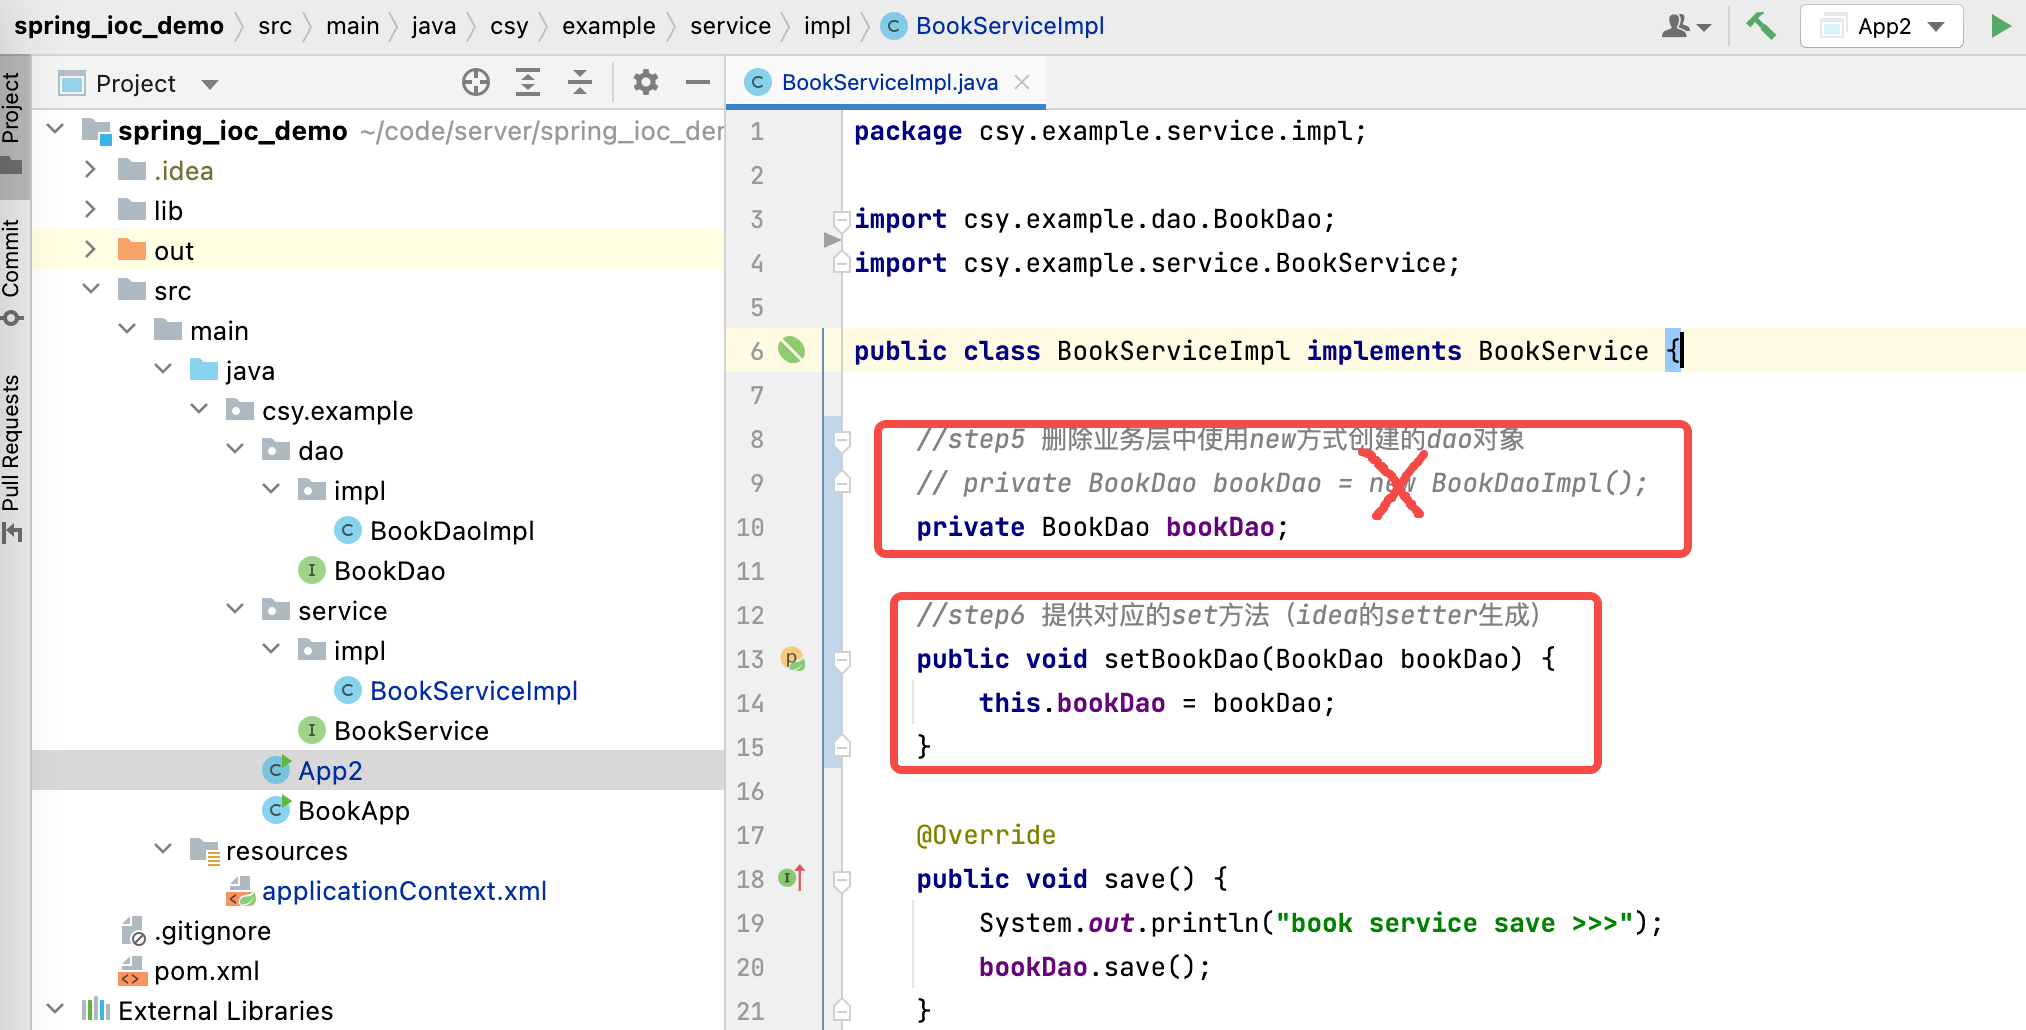 spring_ioc_demo src main java csy example service impl BookServiceImpl App2
Project
Project
Commit
Pull Requests
spring_ioc_demo ~/code/server/spring_ioc_der
.idea
lib
out
src
main
java
csy.example
dao
impl
BookDaoImpl
BookDao
service
impl
BookServiceImpl
BookService
App2
BookApp
resources
applicationContext.xml
.gitignore
pom.xml
External Libraries
BookServiceImpl.java
1 package csy.example.service.impl;
2
3 import csy.example.dao.BookDao;
4 import csy.example.service.BookService;
5
6 public class BookServiceImpl implements BookService {
7
8 //step5 删除业务层中使用new方式创建的dao对象
9 // private BookDao bookDao = new BookDaoImpl();
10 private BookDao bookDao;
11
12 //step6 提供对应的set方法（idea的setter生成）
13 public void setBookDao(BookDao bookDao) {
14 this.bookDao = bookDao;
15 }
16
17 @Override
18 public void save() {
19 System.out.println("book service save >>>");
20 bookDao.save();
21 }